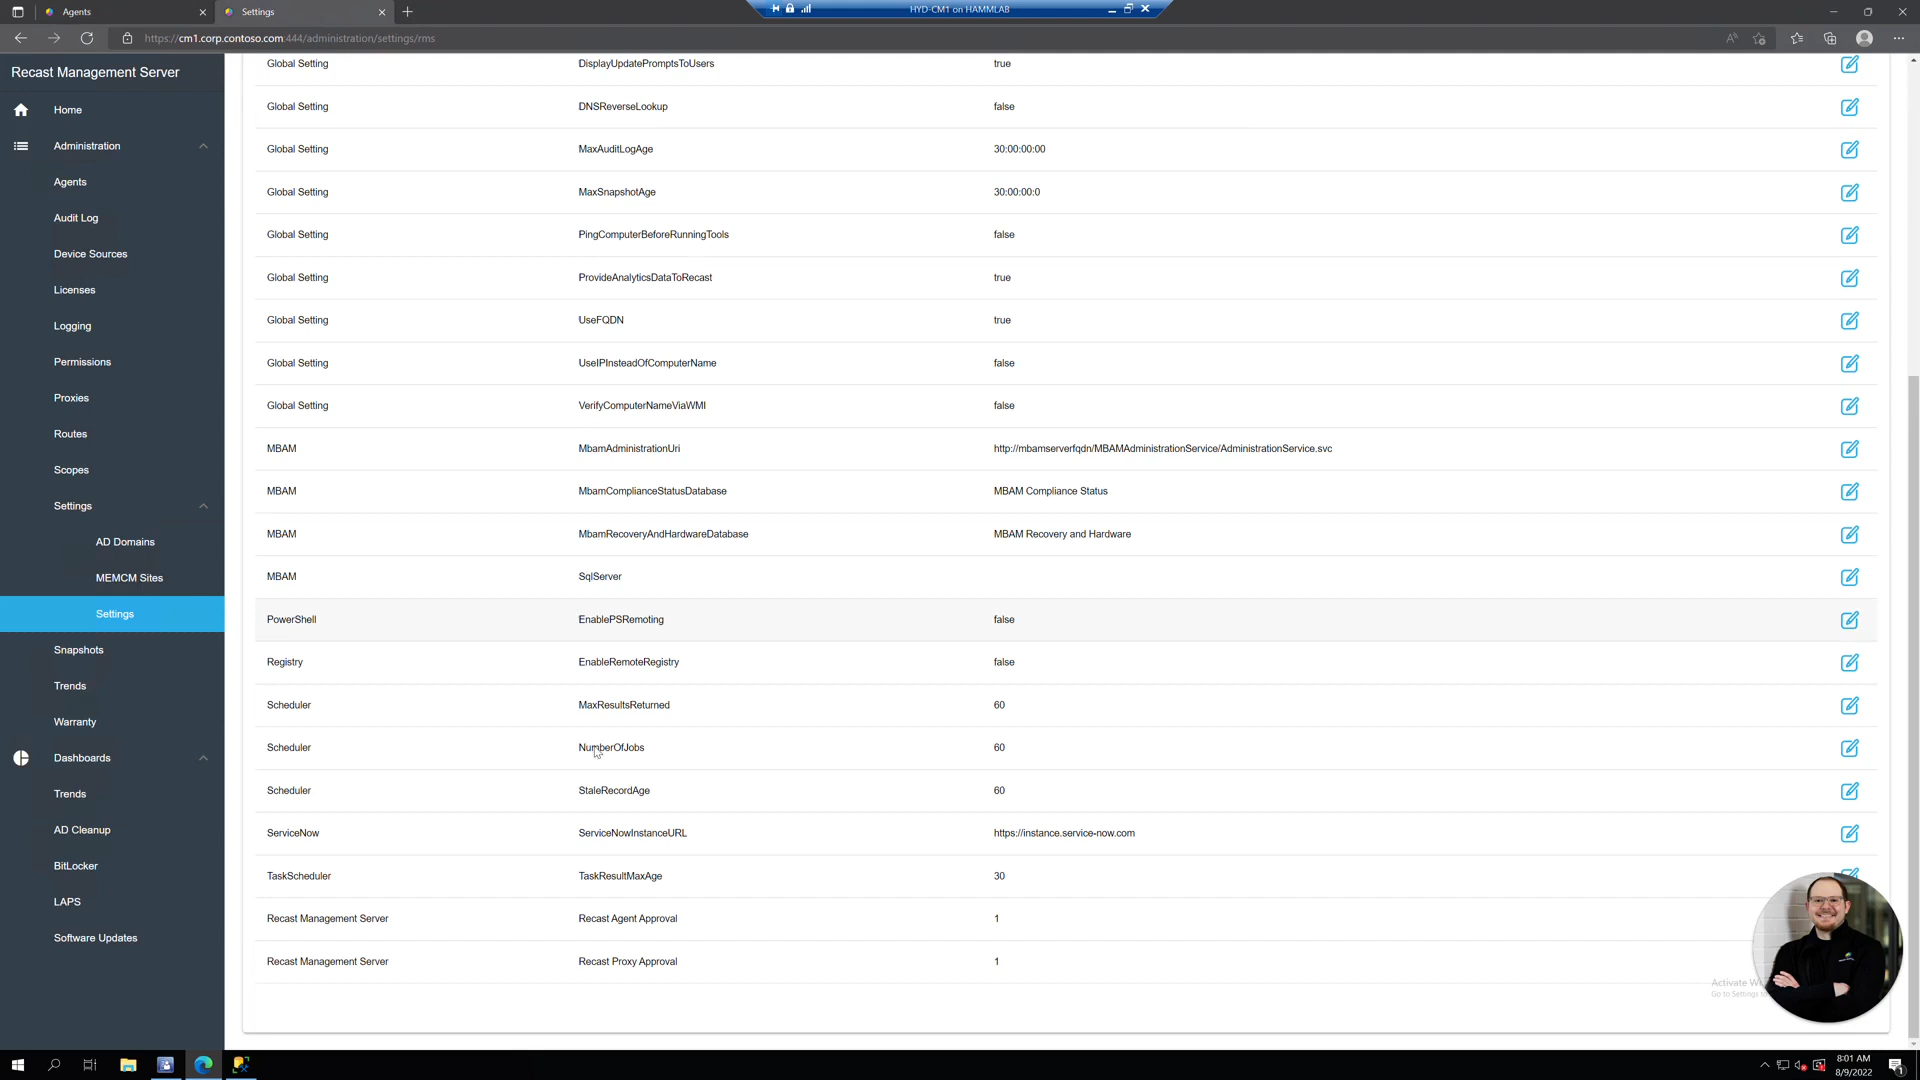 Agents
Settings
HYD-CM1 on HAMMLAB
https://cm1.corp.contoso.com:444/administration/settings/rms
Recast Management Server
Home
Administration
Agents
Audit Log
Device Sources
Licenses
Logging
Permissions
Proxies
Routes
Scopes
Settings
AD Domains
MEMCM Sites
Settings
Snapshots
Trends
Warranty
Dashboards
Trends
AD Cleanup
BitLocker
LAPS
Software Updates
Global Setting DisplayUpdatePromptsToUsers true
Global Setting DNSReverseLookup false
Global Setting MaxAuditLogAge 30:00:00:00
Global Setting MaxSnapshotAge 30:00:00:0
Global Setting PingComputerBeforeRunningTools false
Global Setting ProvideAnalyticsDataToRecast true
Global Setting UseFQDN true
Global Setting UseIPInsteadOfComputerName false
Global Setting VerifyComputerNameViaWMI false
MBAM MbamAdministrationUri http://mbamserverfqdn/MBAMAdministrationService/AdministrationService.svc
MBAM MbamComplianceStatusDatabase MBAM Compliance Status
MBAM MbamRecoveryAndHardwareDatabase MBAM Recovery and Hardware
MBAM SqlServer
PowerShell EnablePSRemoting false
Registry EnableRemoteRegistry false
Scheduler MaxResultsReturned 60
Scheduler NumberOfJobs 60
Scheduler StaleRecordAge 60
ServiceNow ServiceNowInstanceURL https://instance.service-now.com
TaskScheduler TaskResultMaxAge 30
Recast Management Server Recast Agent Approval 1
Recast Management Server Recast Proxy Approval 1
Activate
Go to Settings
8:01 AM
8/9/2022
1